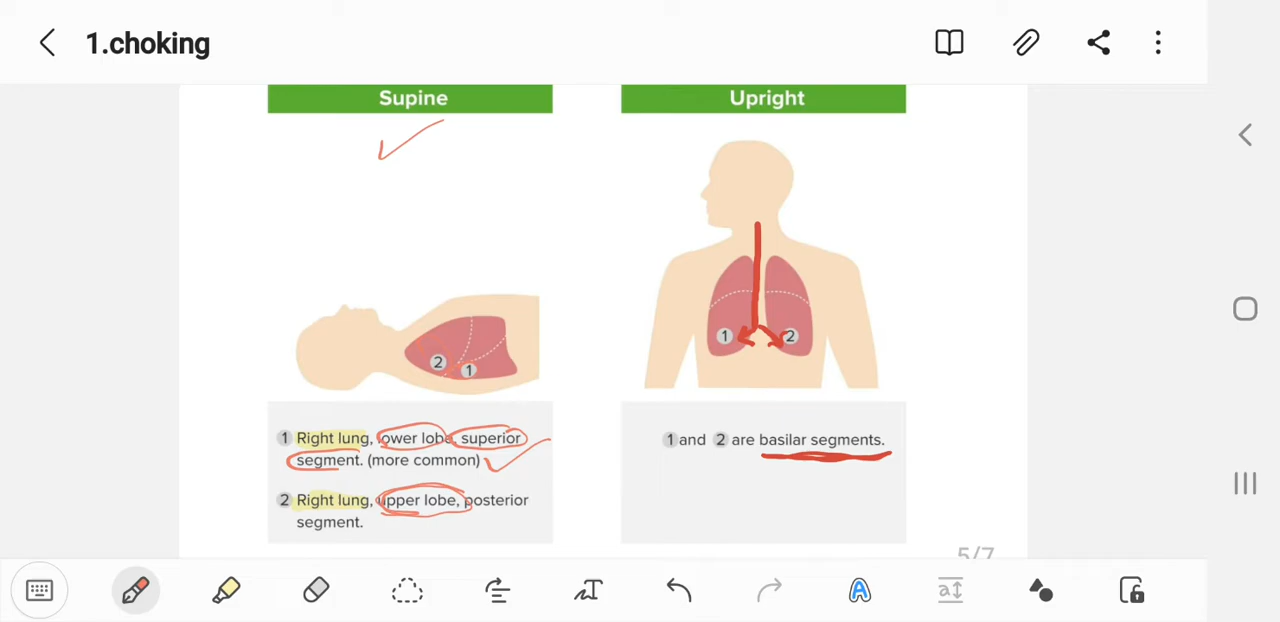 1.choking
Supine
Upright
2
1
1
2
1 Right lung, lower lobe, superior
segment. (more common)
2 Right lung, upper lobe, posterior
segment.
1 and 2 are basilar segments.
5/7